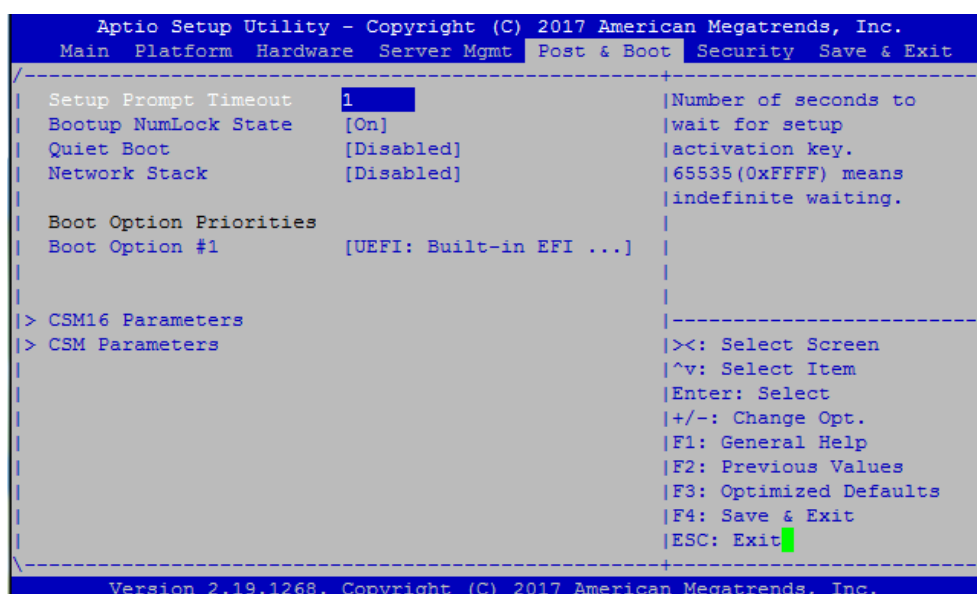 Aptio Setup Utility - Copyright (C) 2017 American Megatrends, Inc.
Main Platform Hardware Server Mgmt Post & Boot Security Save & Exit
/----------------------------------------------------+------------------------
| Setup Prompt Timeout 1 |Number of seconds to
| Bootup NumLock State [On] |wait for setup
| Quiet Boot [Disabled] |activation key.
| Network Stack [Disabled] |65535(0xFFFF) means
| |indefinite waiting.
| Boot Option Priorities |
| Boot Option #1 [UEFI: Built-in EFI ...] |
| |
| |
|> CSM16 Parameters |------------------------
|> CSM Parameters |><: Select Screen
| |^v: Select Item
| |Enter: Select
| |+/-: Change Opt.
| |F1: General Help
| |F2: Previous Values
| |F3: Optimized Defaults
| |F4: Save & Exit
| |ESC: Exit
\----------------------------------------------------+------------------------
Version 2.19.1268. Copyright (C) 2017 American Megatrends, Inc.